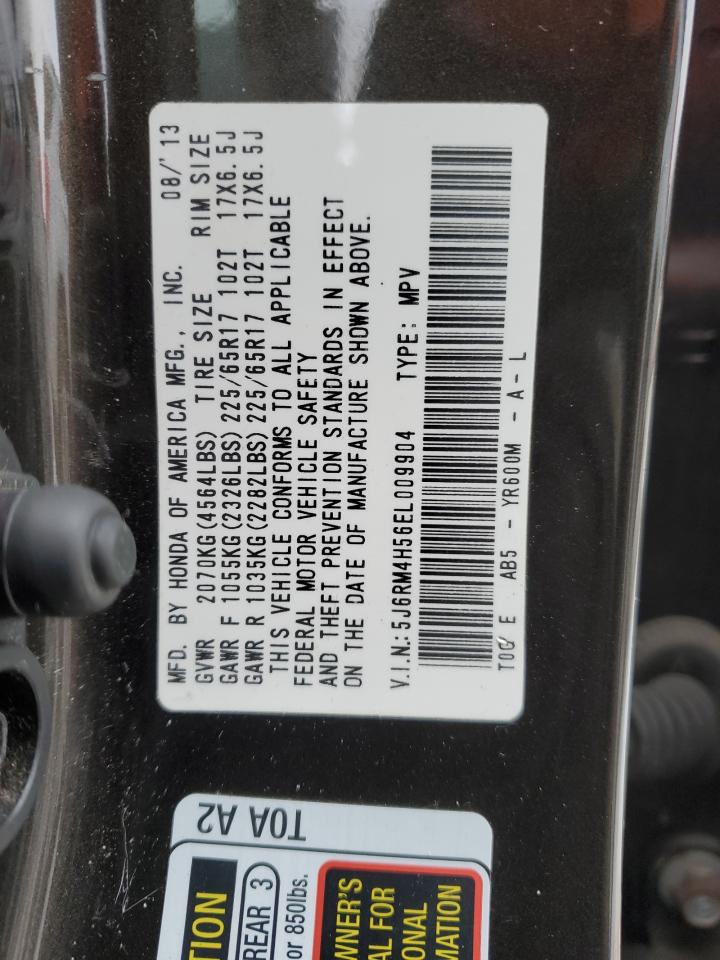 MFD. BY HONDA OF AMERICA MFG., INC. 08/'13
GVWR 2070KG(4564LBS) TIRE SIZE RIM SIZE
GAWR F 1055KG(2326LBS) 225/65R17 102T 17X6.5J
GAWR R 1035KG(2282LBS) 225/65R17 102T 17X6.5J
THIS VEHICLE CONFORMS TO ALL APPLICABLE
FEDERAL MOTOR VEHICLE SAFETY
AND THEFT PREVENTION STANDARDS IN EFFECT
ON THE DATE OF MANUFACTURE SHOWN ABOVE.
V.I.N.: 5J6RM4H56EL009904 TYPE: MPV
E AB5 - YR600M - A - L
T0A A2
TION
REAR 3
or 850lbs.
WNER'S
AL FOR
ONAL
MATION